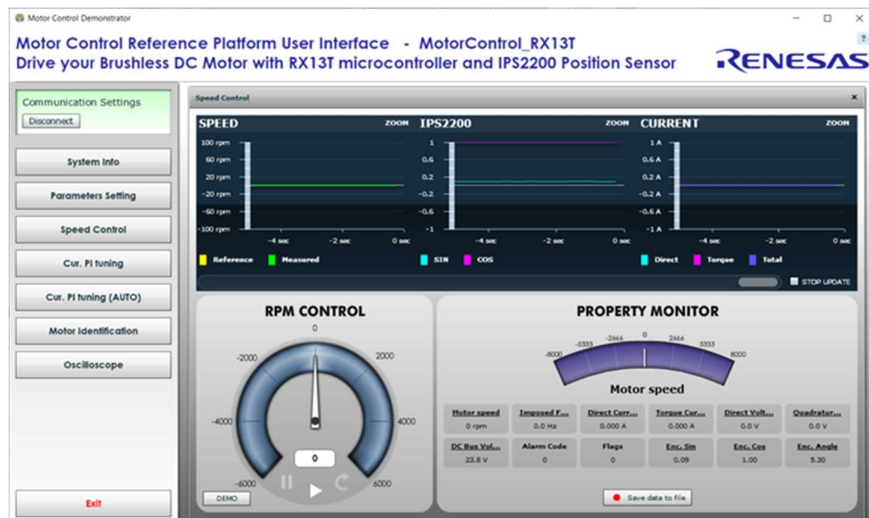 Motor Control Demonstrator
Motor Control Reference Platform User Interface - MotorControl_RX13T
Drive your Brushless DC Motor with RX13T microcontroller and IPS2200 Position Sensor
?
RENESAS
Communication Settings
Disconnect
System Info
Parameters Setting
Speed Control
Cur. PI tuning
Cur. PI tuning (AUTO)
Motor Identification
Oscilloscope
Exit
Speed Control
SPEED ZOOM
100 rpm
60 rpm
20 rpm
-20 rpm
-60 rpm
-100 rpm
-4 sec -2 sec 0 sec
Reference Measured
IPS2200 ZOOM
1
0.6
0.2
-0.2
-0.6
-1
-4 sec -2 sec 0 sec
SIN COS
CURRENT ZOOM
1 A
0.6 A
0.2 A
-0.2 A
-0.6 A
-1 A
-4 sec -2 sec 0 sec
Direct Torque Total
STOP UPDATE
RPM CONTROL
0
-2000 2000
-4000 4000
-6000 6000
0
DEMO
PROPERTY MONITOR
-8000 -5333 -2666 0 2666 5333 8000
Motor speed
Motor speed Imposed F... Direct Curr... Torque Cur... Direct Volt... Quadratur...
0 rpm 0.0 Hz 0.000 A 0.000 A 0.0 V 0.0 V
DC Bus Vol... Alarm Code Flags Enc. Sin Enc. Cos Enc. Angle
23.8 V 0 0 0.09 1.00 5.30
Save data to file